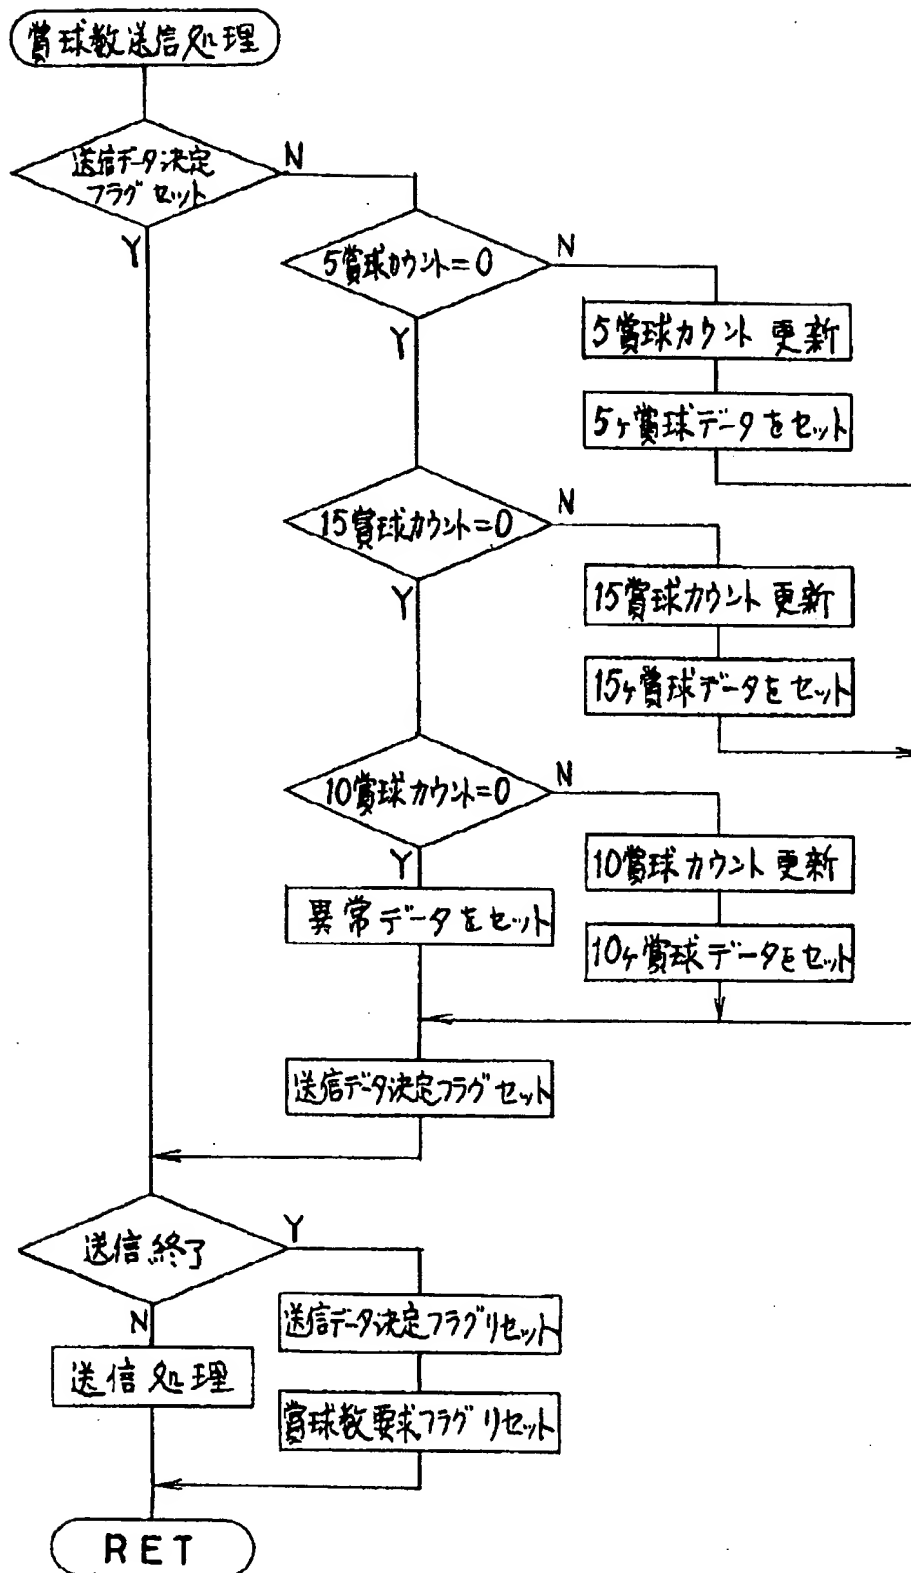 賞球数送信処理
送信データ決定
フラグセット
N
Y
5賞球カウント=0
N
Y
5賞球カウント更新
5ヶ賞球データをセット
15賞球カウント=0
N
Y
15賞球カウント更新
15ヶ賞球データをセット
10賞球カウント=0
N
Y
10賞球カウント更新
異常データをセット
10ヶ賞球データをセット
送信データ決定フラグセット
送信終了
Y
N
送信データ決定フラグリセット
送信処理
賞球数要求フラグリセット
RET